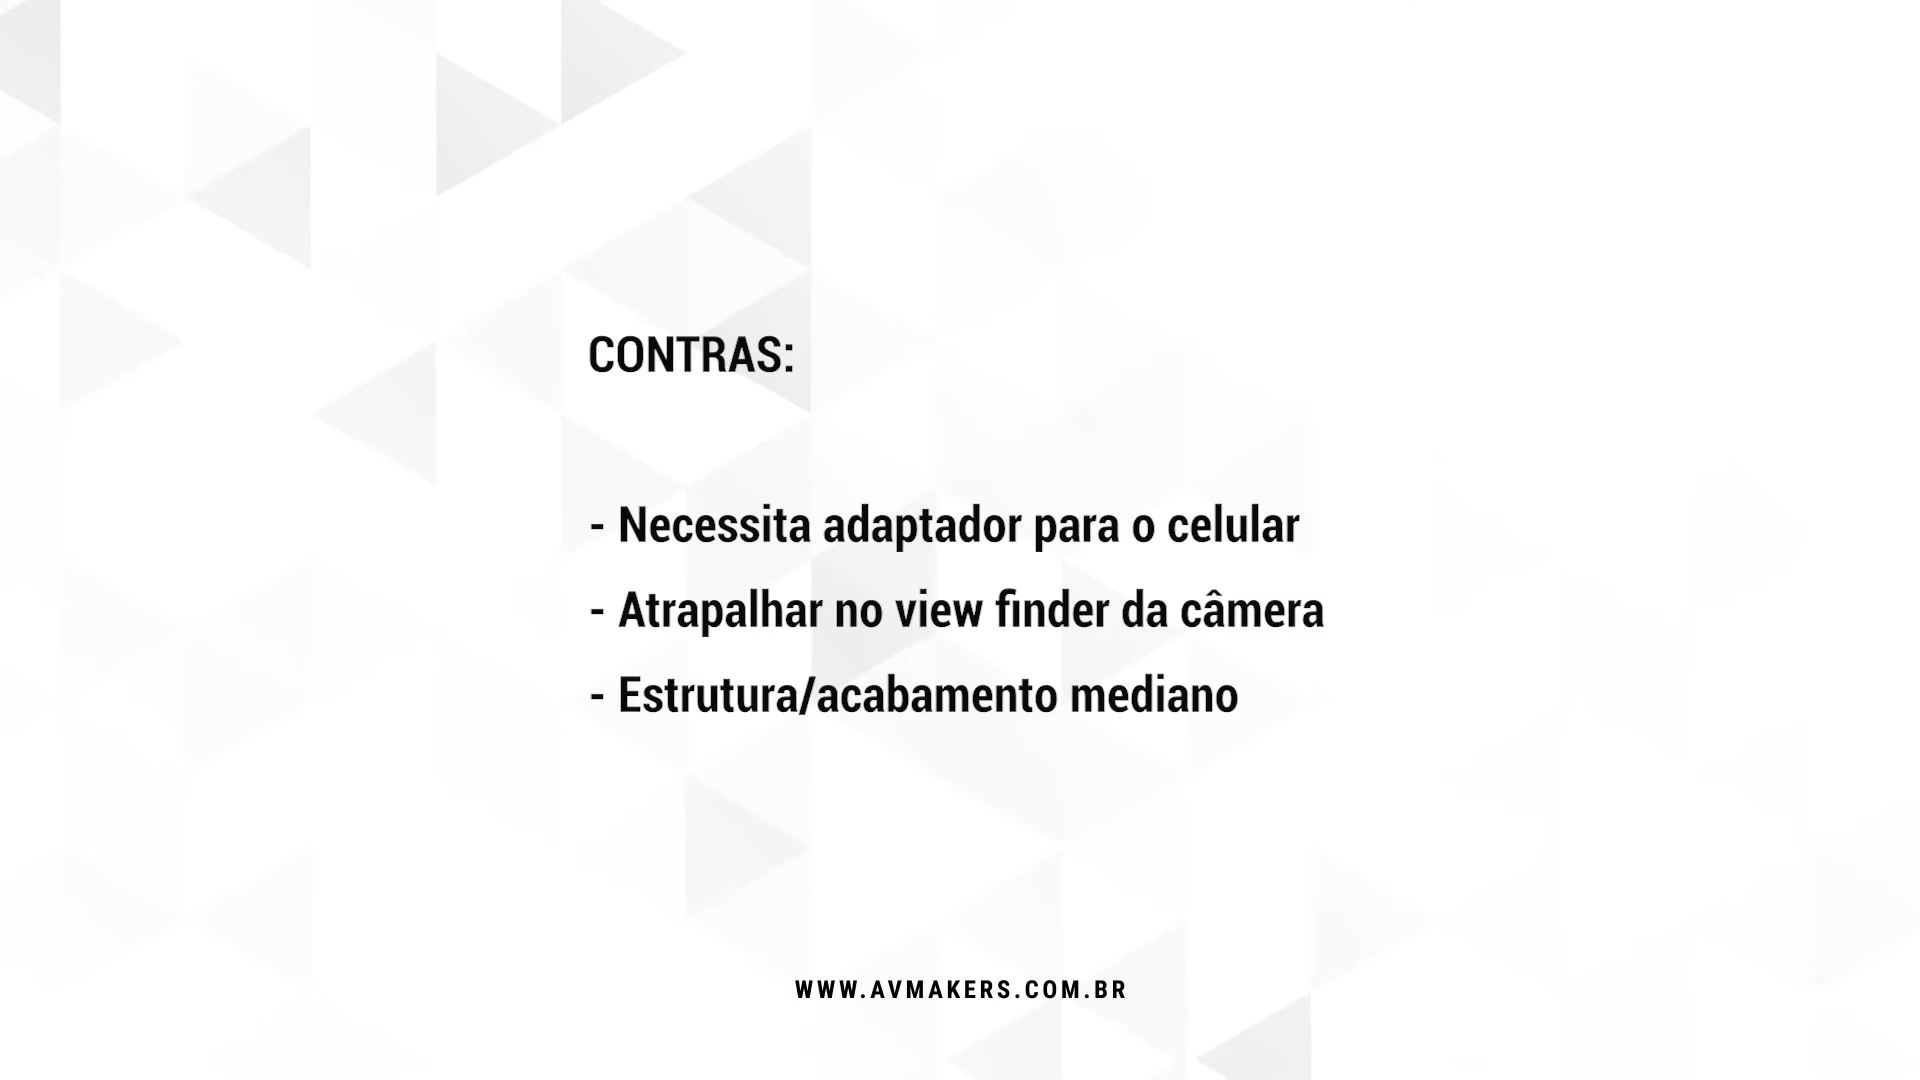 CONTRAS:
- Necessita adaptador para o celular
- Atrapalhar no view finder da câmera
- Estrutura/acabamento mediano
WWW.AVMAKERS.COM.BR